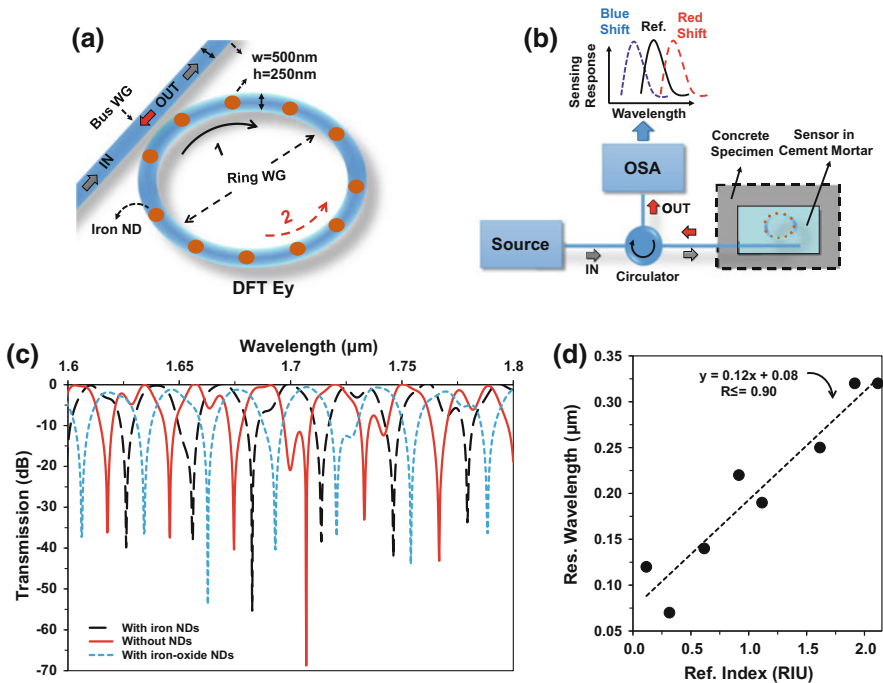 (a)
w=500nm
h=250nm
Bus WG
OUT
IN
1
Ring WG
2
Iron ND
DFT Ey
(b)
Blue
Shift
Ref.
Red
Shift
Sensing
Response
Wavelength
OSA
OUT
Source
IN
Circulator
Concrete
Specimen
Sensor in
Cement Mortar
(c)
Wavelength (µm)
1.6 1.65 1.7 1.75 1.8
Transmission (dB)
0
-10
-20
-30
-40
-50
-60
-70
With iron NDs
Without NDs
With iron-oxide NDs
(d)
Res. Wavelength (µm)
0.35
0.30
0.25
0.20
0.15
0.10
0.05
y = 0.12x + 0.08
R≤= 0.90
0.0 0.5 1.0 1.5 2.0
Ref. Index (RIU)